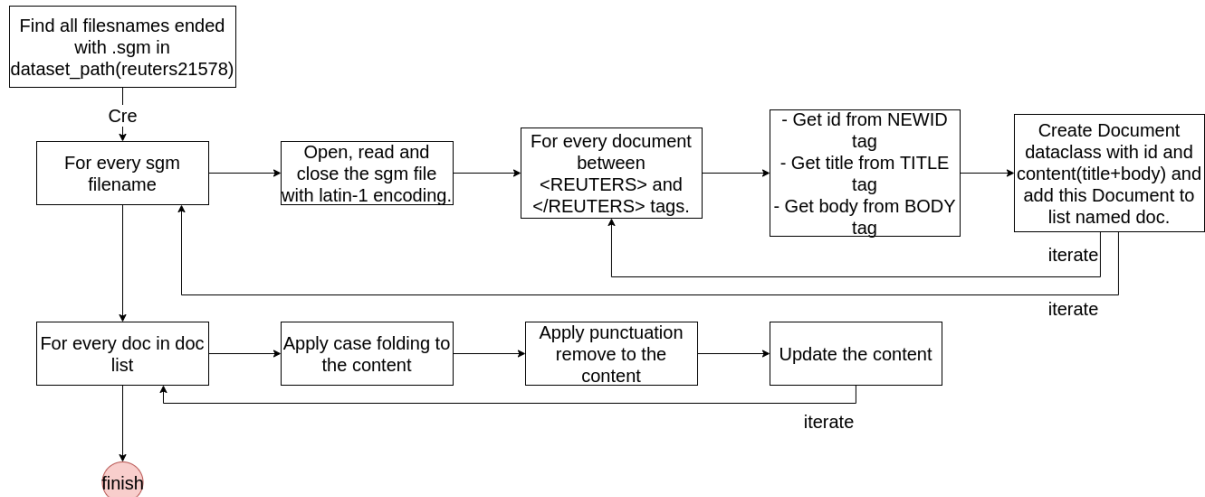 Find all filesnames ended
with .sgm in
dataset_path(reuters21578)
Cre
For every sgm
filename
Open, read and
close the sgm file
with latin-1 encoding.
For every document
between
<REUTERS> and
</REUTERS> tags.
- Get id from NEWID
tag
- Get title from TITLE
tag
- Get body from BODY
tag
Create Document
dataclass with id and
content(title+body) and
add this Document to
list named doc.
iterate
iterate
For every doc in doc
list
Apply case folding to
the content
Apply punctuation
remove to the
content
Update the content
iterate
finish